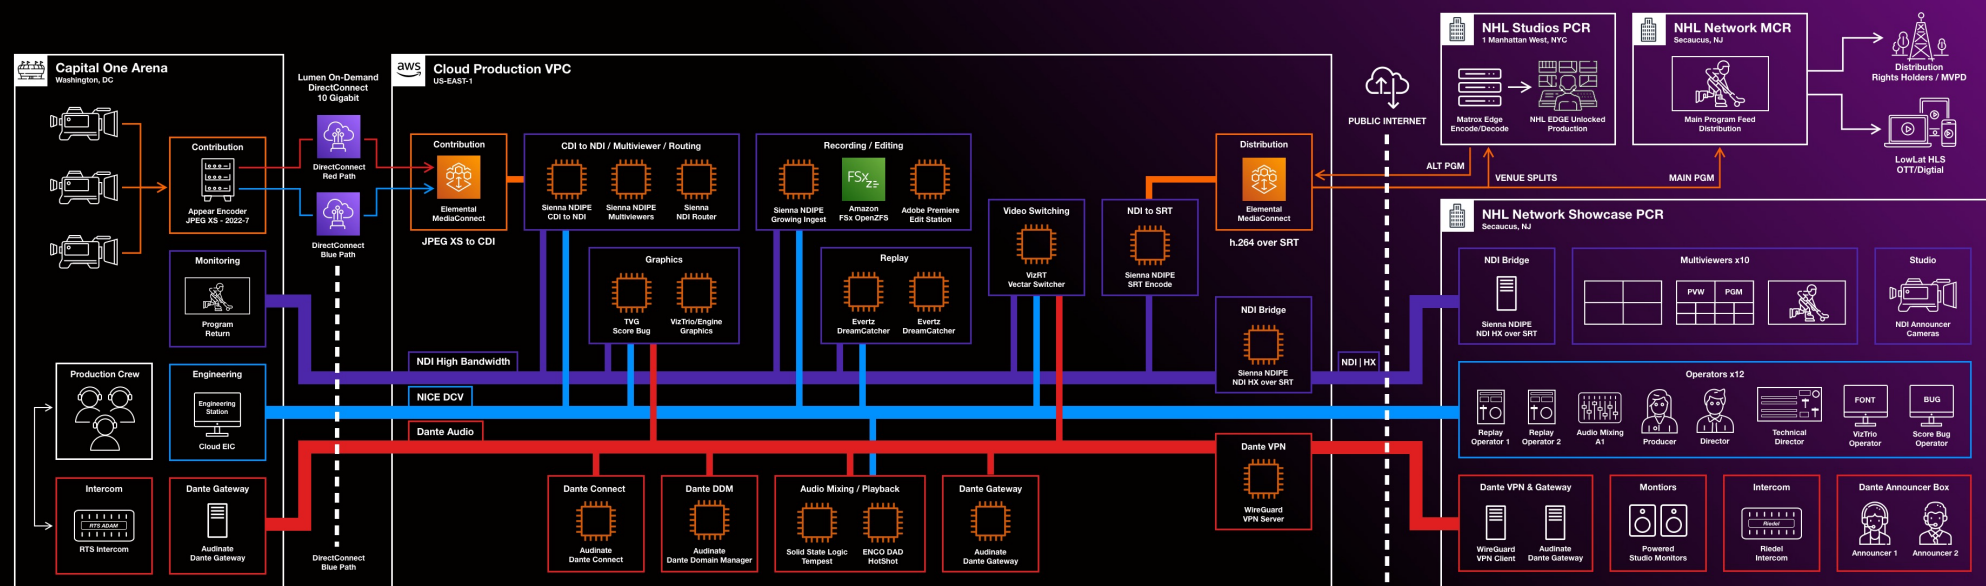 Capital One Arena
Washington, DC
Contribution
Appear Encoder
JPEG XS - 2022-7
Monitoring
Program
Return
Production Crew
Engineering
Engineering
Station
Cloud EIC
Intercom
RTS ADAM
RTS Intercom
Dante Gateway
Audinate
Dante Gateway
Lumen On-Demand
DirectConnect
10 Gigabit
DirectConnect
Red Path
DirectConnect
Blue Path
DirectConnect
Blue Path
aws
Cloud Production VPC
US-EAST-1
Contribution
Elemental
MediaConnect
JPEG XS to CDI
CDI to NDI / Multiviewer / Routing
Sienna NDIPE
CDI to NDI
Sienna NDIPE
Multiviewers
Sienna
NDI Router
Recording / Editing
Sienna NDIPE
Growing Ingest
FSx
Amazon
FSx OpenZFS
Adobe Premiere
Edit Station
Graphics
TVG
Score Bug
VizTrio/Engine
Graphics
Replay
Evertz
DreamCatcher
Evertz
DreamCatcher
Video Switching
VizRT
Vectar Switcher
NDI to SRT
Sienna NDIPE
SRT Encode
Distribution
Elemental
MediaConnect
h.264 over SRT
NDI Bridge
Sienna NDIPE
NDI HX over SRT
NDI High Bandwidth
NICE DCV
Dante Audio
Dante Connect
Audinate
Dante Connect
Dante DDM
Audinate
Dante Domain Manager
Audio Mixing / Playback
Solid State Logic
Tempest
ENCO DAD
HotShot
Dante Gateway
Audinate
Dante Gateway
Dante VPN
WireGuard
VPN Server
NDI | HX
PUBLIC INTERNET
ALT PGM
VENUE SPLITS
MAIN PGM
NHL Studios PCR
1 Manhattan West, NYC
Matrox Edge
Encode/Decode
NHL EDGE Unlocked
Production
NHL Network MCR
Secaucus, NJ
Main Program Feed
Distribution
Distribution
Rights Holders / MVPD
LowLat HLS
OTT/Digtial
NHL Network Showcase PCR
Secaucus, NJ
NDI Bridge
Sienna NDIPE
NDI HX over SRT
Multiviewers x10
PVW
PGM
Studio
NDI Announcer
Cameras
Operators x12
Replay
Operator 1
Replay
Operator 2
Audio Mixing
A1
Producer
Director
Technical
Director
FONT
VizTrio
Operator
BUG
Score Bug
Operator
Dante VPN & Gateway
WireGuard
VPN Client
Audinate
Dante Gateway
Montiors
Powered
Studio Monitors
Intercom
Riedel
Riedel
Intercom
Dante Announcer Box
Announcer 1
Announcer 2